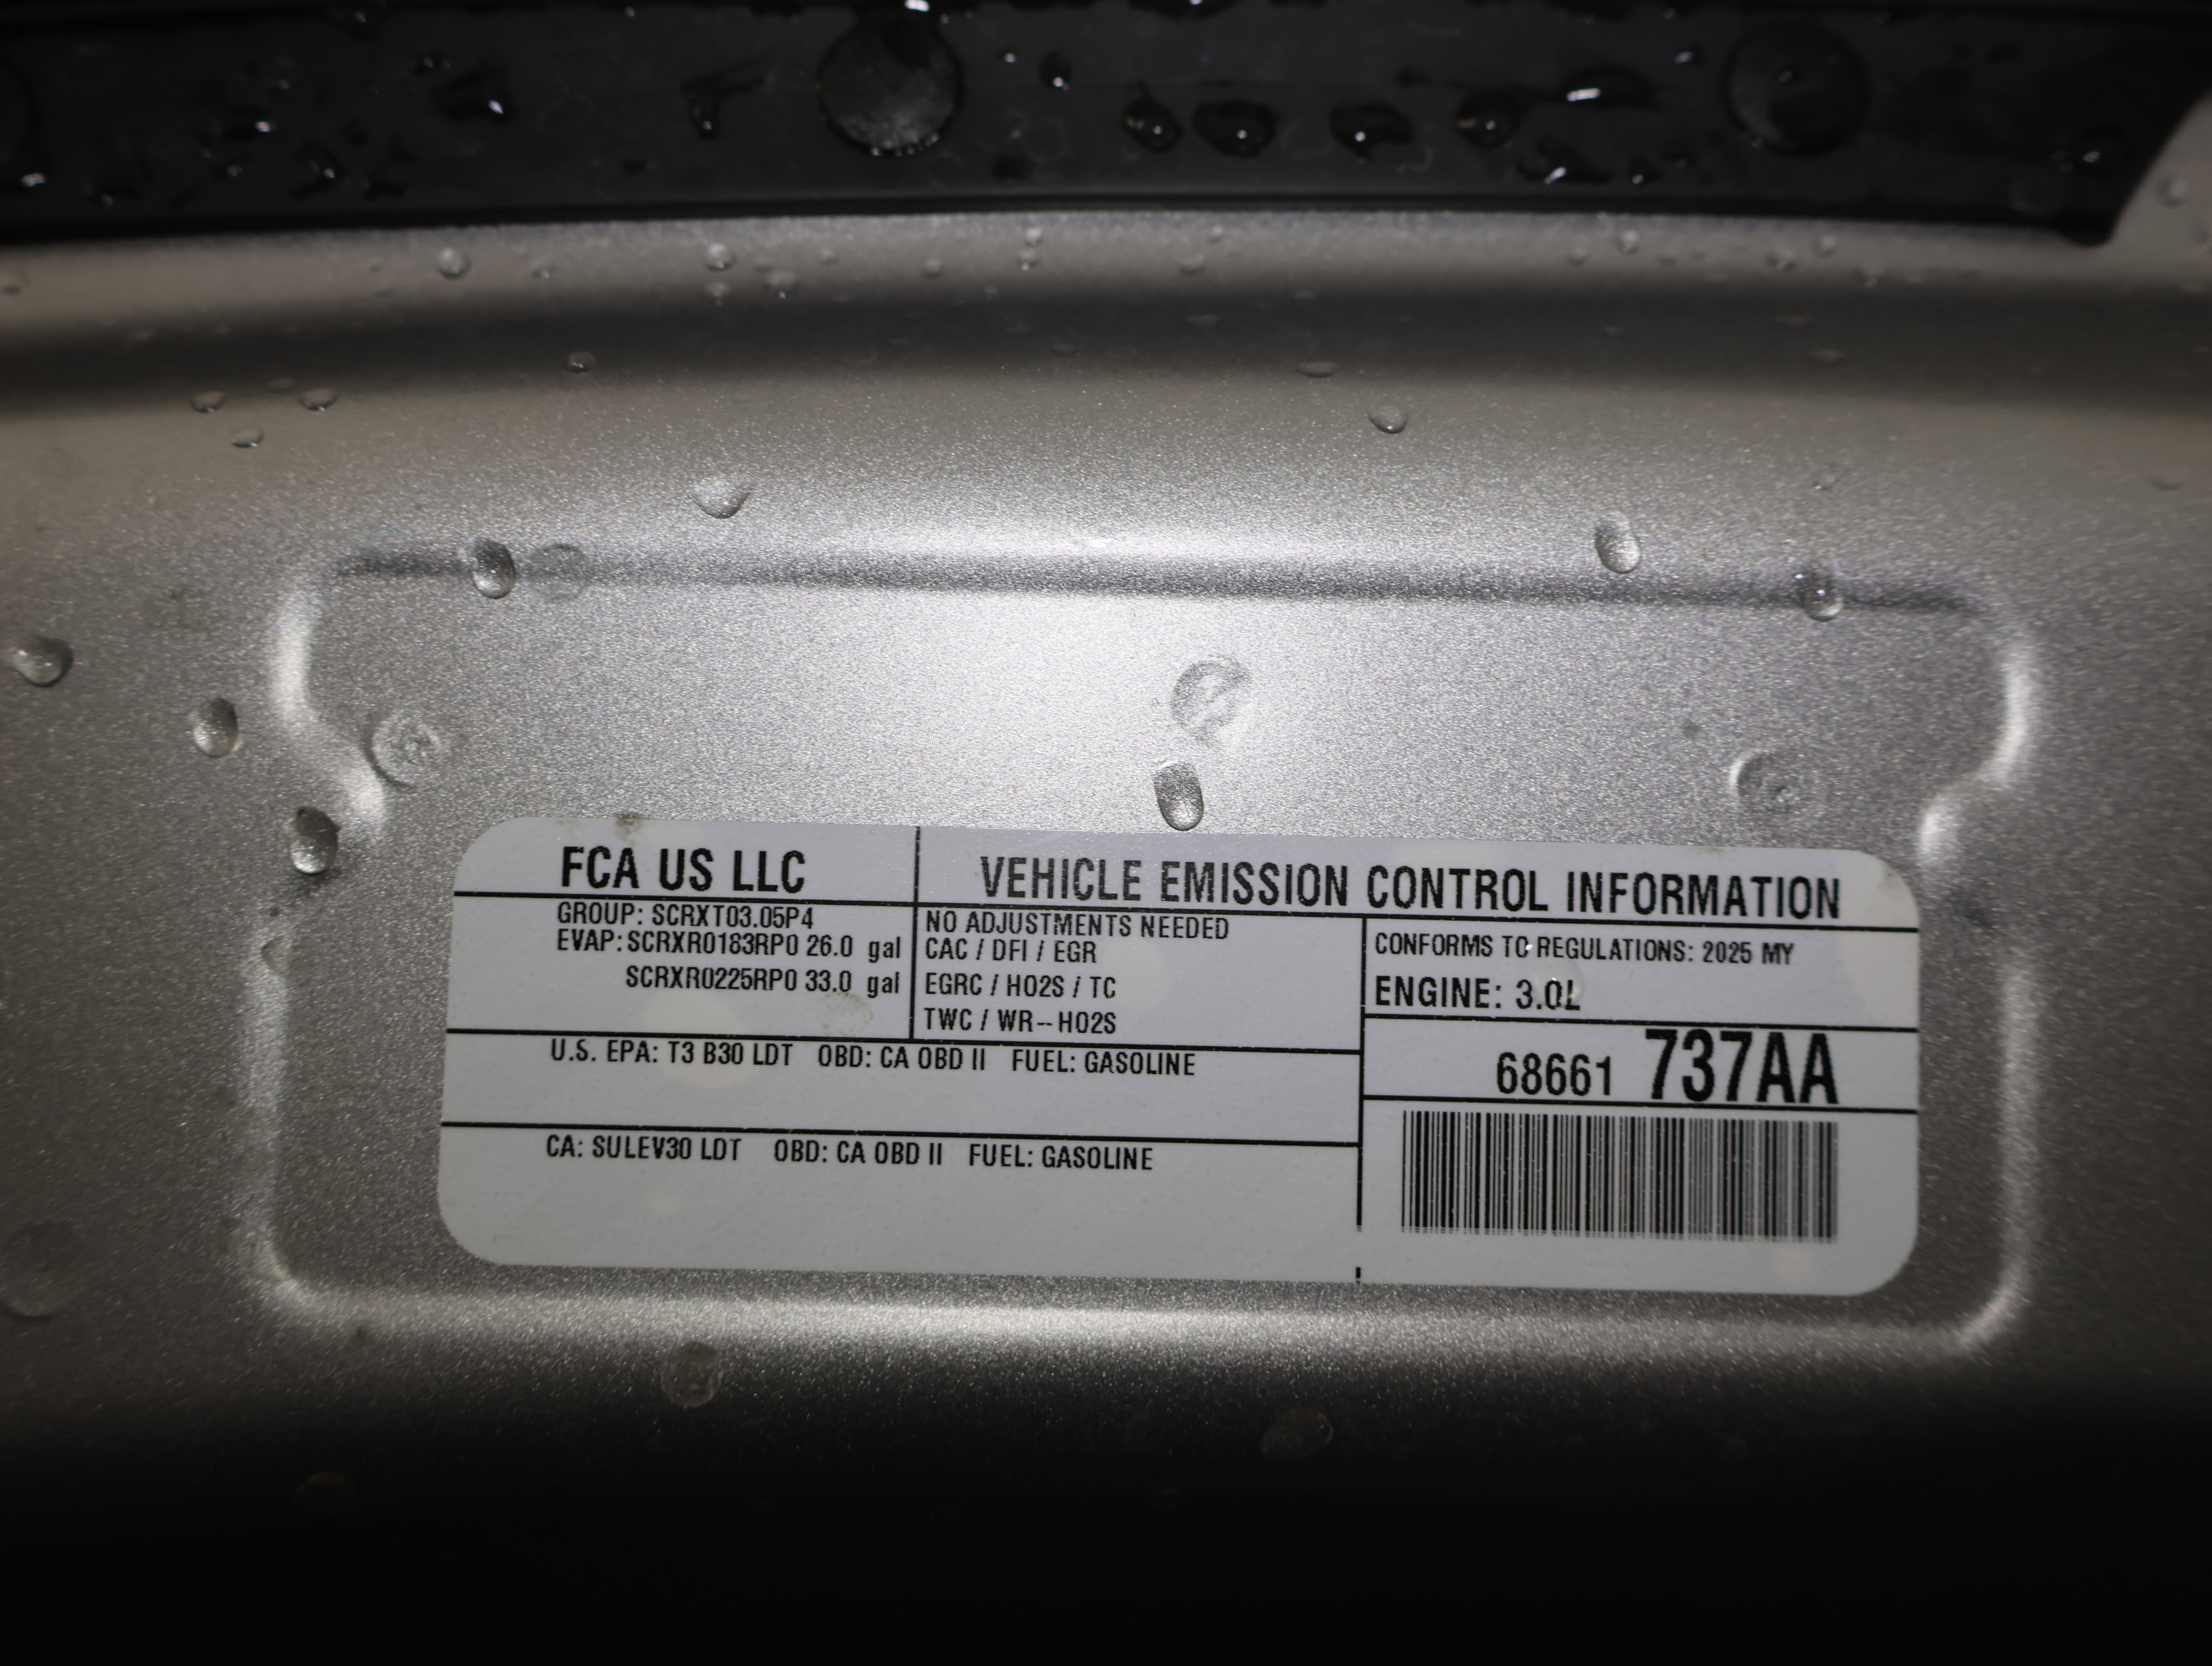 FCA US LLC
VEHICLE EMISSION CONTROL INFORMATION
GROUP: SCRXT03.05P4
EVAP: SCRXR0183RP0 26.0 gal
SCRXR0225RP0 33.0 gal
NO ADJUSTMENTS NEEDED
CAC / DFI / EGR
EGRC / HO2S / TC
TWC / WR--HO2S
CONFORMS TO REGULATIONS: 2025 MY
ENGINE: 3.0L
U.S. EPA: T3 B30 LDT OBD: CA OBD II FUEL: GASOLINE
68661 737AA
CA: SULEV30 LDT OBD: CA OBD II FUEL: GASOLINE